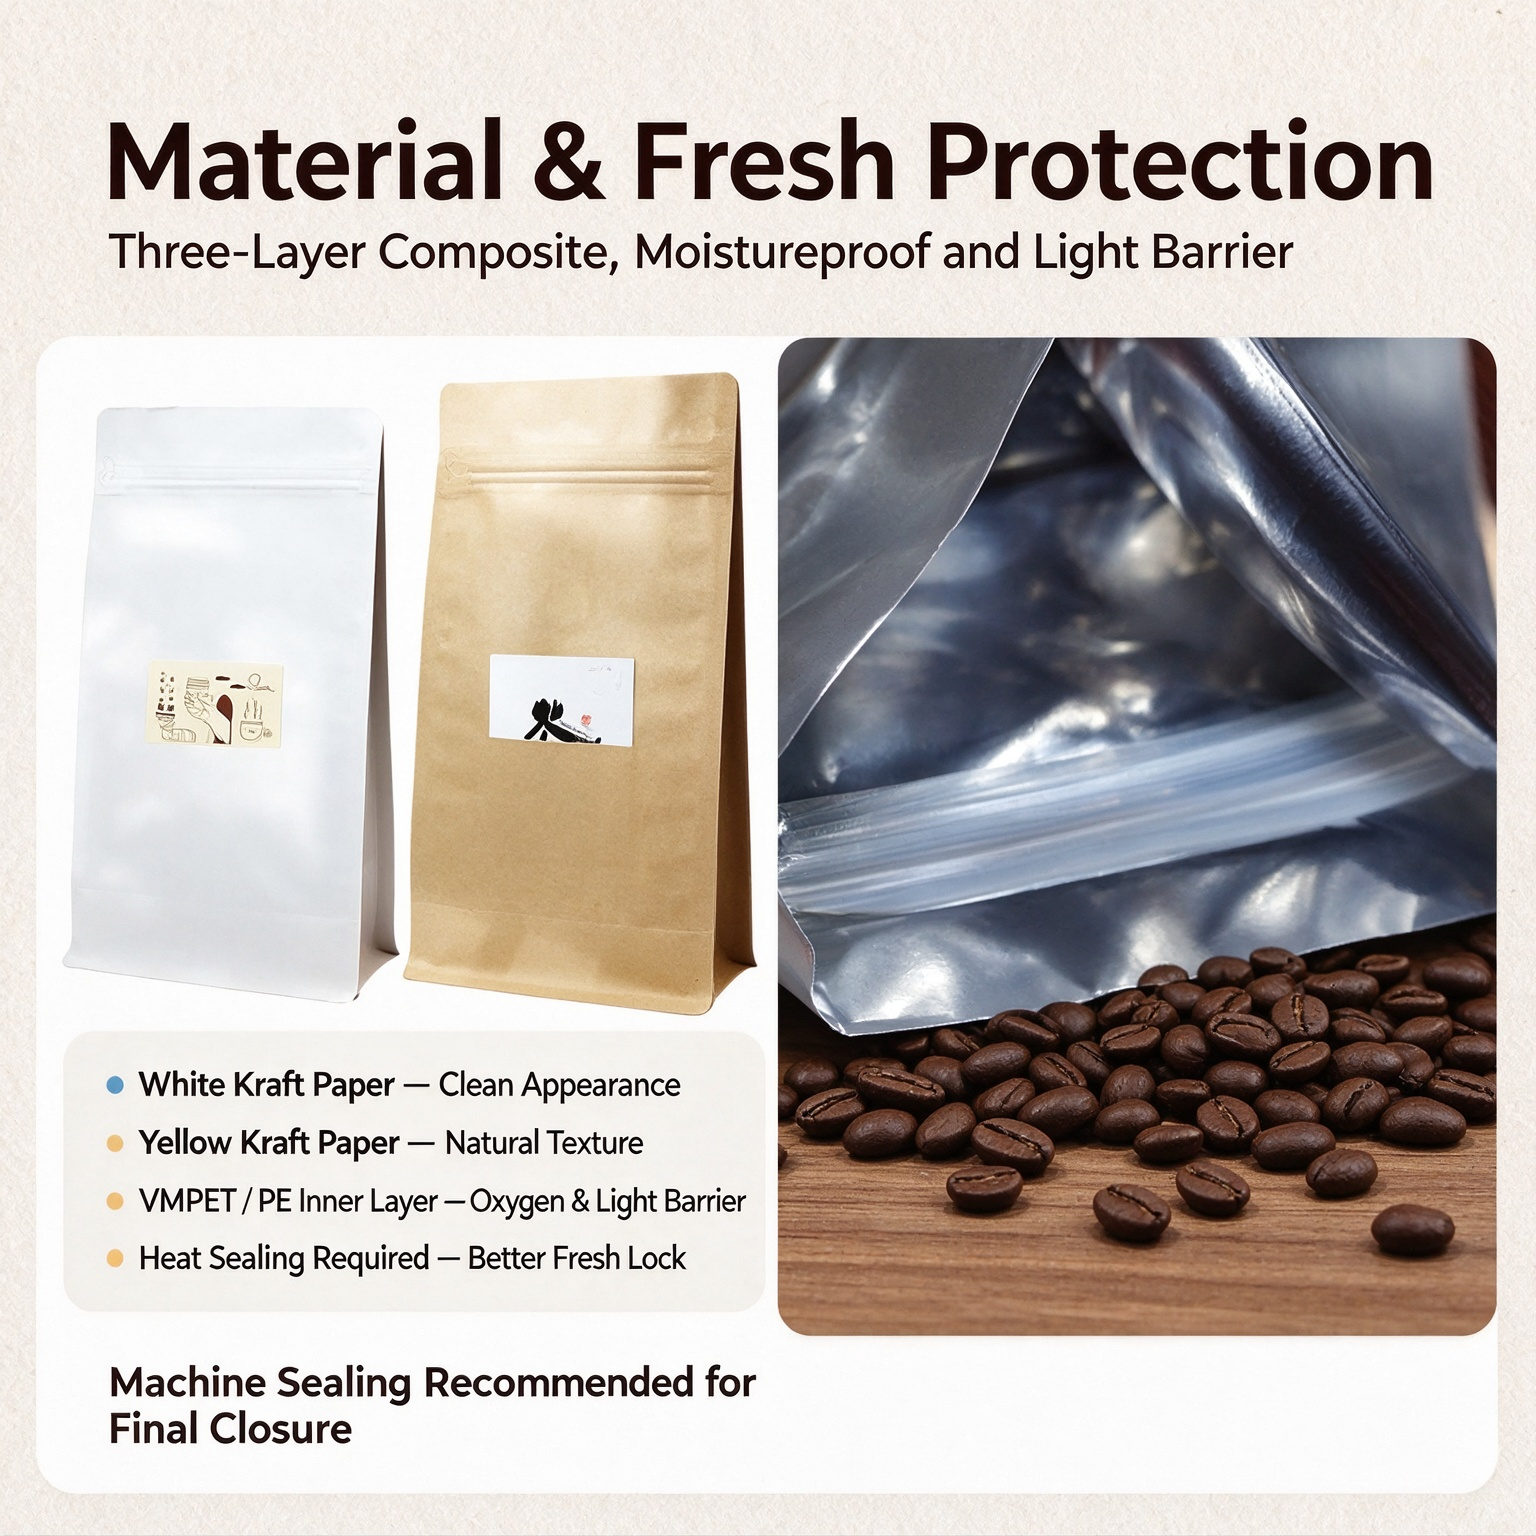 Material & Fresh Protection
Three-Layer Composite, Moistureproof and Light Barrier
White Kraft Paper — Clean Appearance
Yellow Kraft Paper — Natural Texture
VMPET / PE Inner Layer — Oxygen & Light Barrier
Heat Sealing Required — Better Fresh Lock
Machine Sealing Recommended for
Final Closure